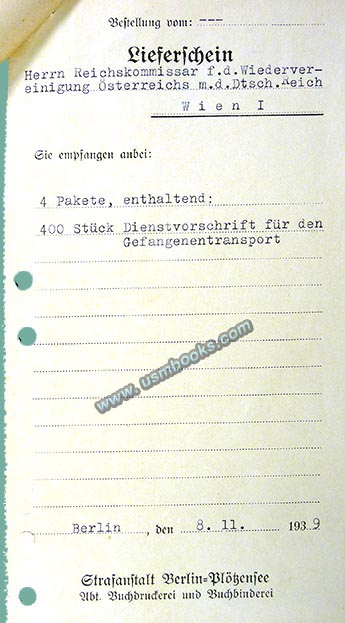 Bestellung vom: ---
Lieferschein
Herrn Reichskommissar f.d.Wiederver-
einigung Österreichs m.d.Dtsch.Reich
Wien I
Sie empfangen anbei:
4 Pakete, enthaltend:
400 Stück Dienstvorschrift für den
Gefangenentransport
www.usmbooks.com
Berlin, den 8. 11. 1939
Strafanstalt Berlin=Plötzensee
Abt. Buchdruckerei und Buchbinderei